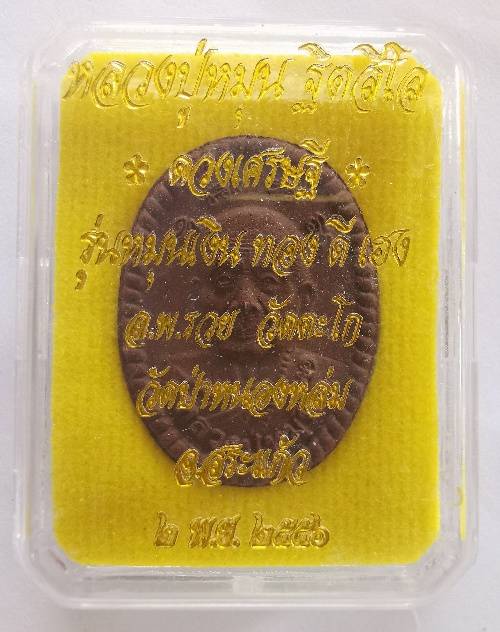 หลวงปู่หมุน ฐิตสีโล
* ดวงเศรษฐี *
รุ่นหมุนเงิน ทอง ดี เฮง
ล.พ.รวย วัดตะโก
วัดป่าหนองหล่ม
จ.สระแก้ว
๒ พ.ย. ๒๕๕๖